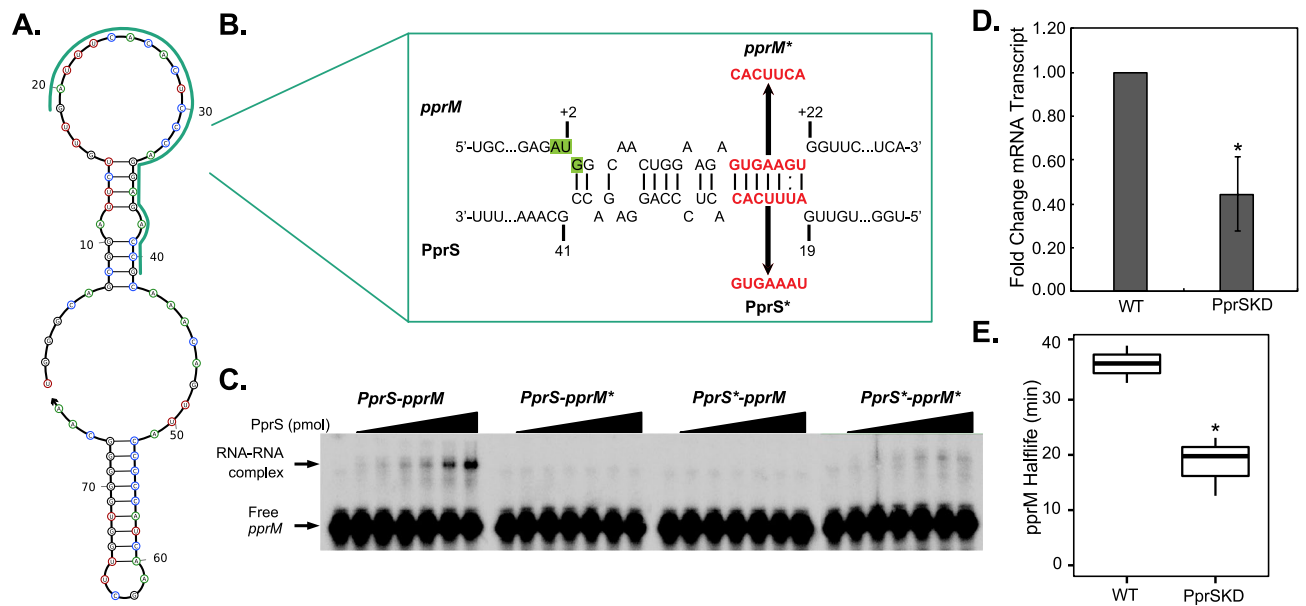 A.
20
30
10
40
50
70
60
B.
pprM*
CACUUCA
pprM
+2
+22
5'-UGC...GAGAU AA A A GGUUC...UCA-3'
GG C CUGG AG GUGAAGU
CC G GACC UC CACUUUA
3'-UUU...AAACG A AG C A GUUGU...GGU-5'
PprS
41
19
GUGAAAU
PprS*
C.
PprS-pprM
PprS-pprM*
PprS*-pprM
PprS*-pprM*
PprS (pmol)
RNA-RNA
complex
Free
pprM
D.
Fold Change mRNA Transcript
1.20
1.00
0.80
0.60
0.40
0.20
0.00
*
WT
PprSKD
E.
pprM Halflife (min)
40
30
20
10
0
*
WT
PprSKD